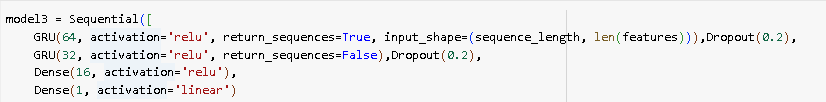 model3 = Sequential([
    GRU(64, activation='relu', return_sequences=True, input_shape=(sequence_length, len(features))),Dropout(0.2),
    GRU(32, activation='relu', return_sequences=False),Dropout(0.2),
    Dense(16, activation='relu'),
    Dense(1, activation='linear')